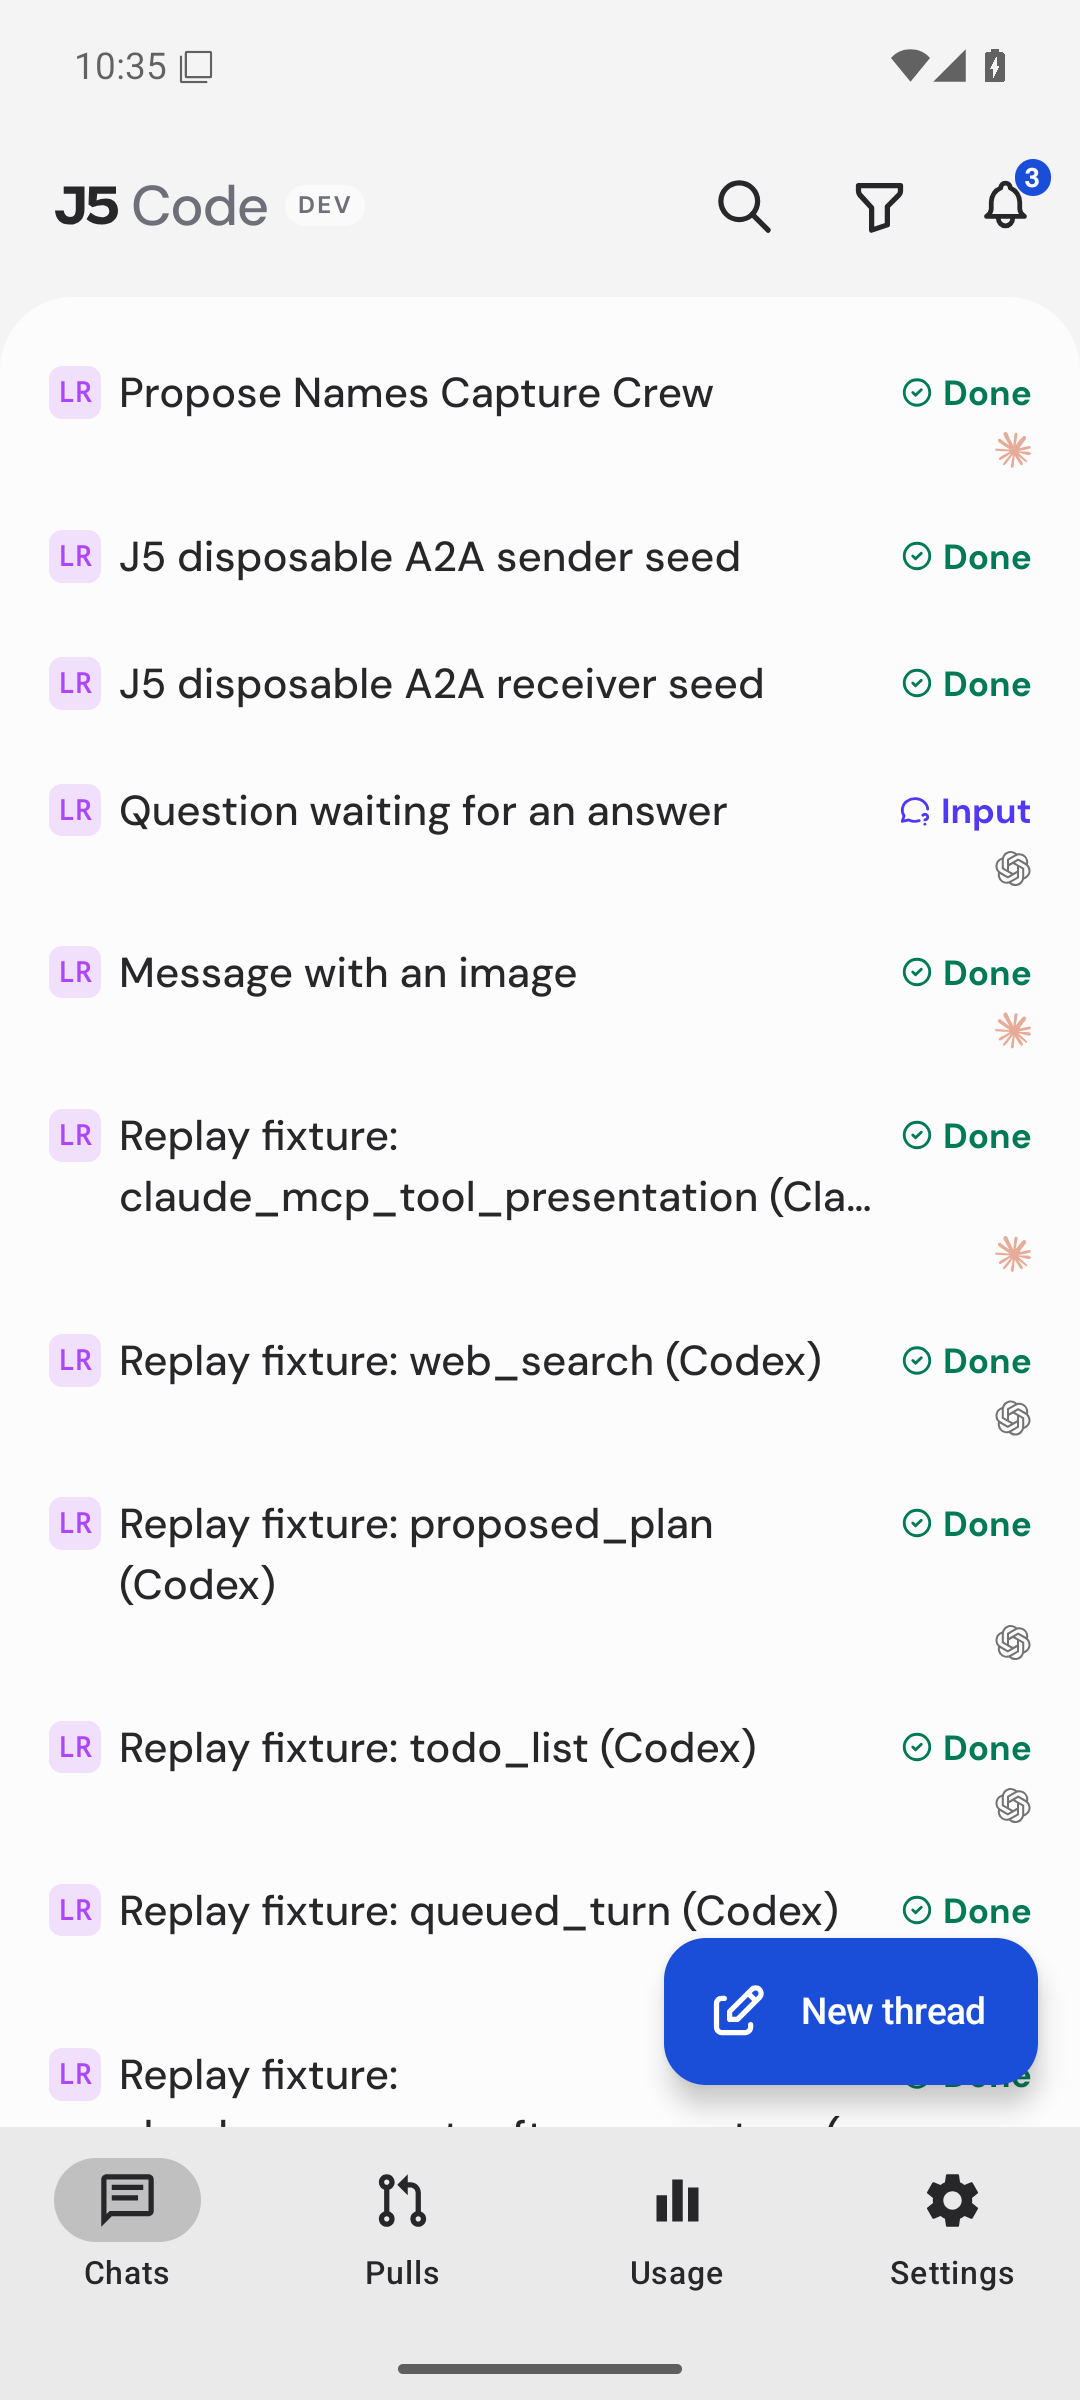 10:35
J5 Code DEV
3
LR Propose Names Capture Crew Done
LR J5 disposable A2A sender seed Done
LR J5 disposable A2A receiver seed Done
LR Question waiting for an answer Input
LR Message with an image Done
LR Replay fixture: Done
claude_mcp_tool_presentation (Cla...
LR Replay fixture: web_search (Codex) Done
LR Replay fixture: proposed_plan Done
(Codex)
LR Replay fixture: todo_list (Codex) Done
LR Replay fixture: queued_turn (Codex) Done
New thread
LR Replay fixture:
Chats Pulls Usage Settings